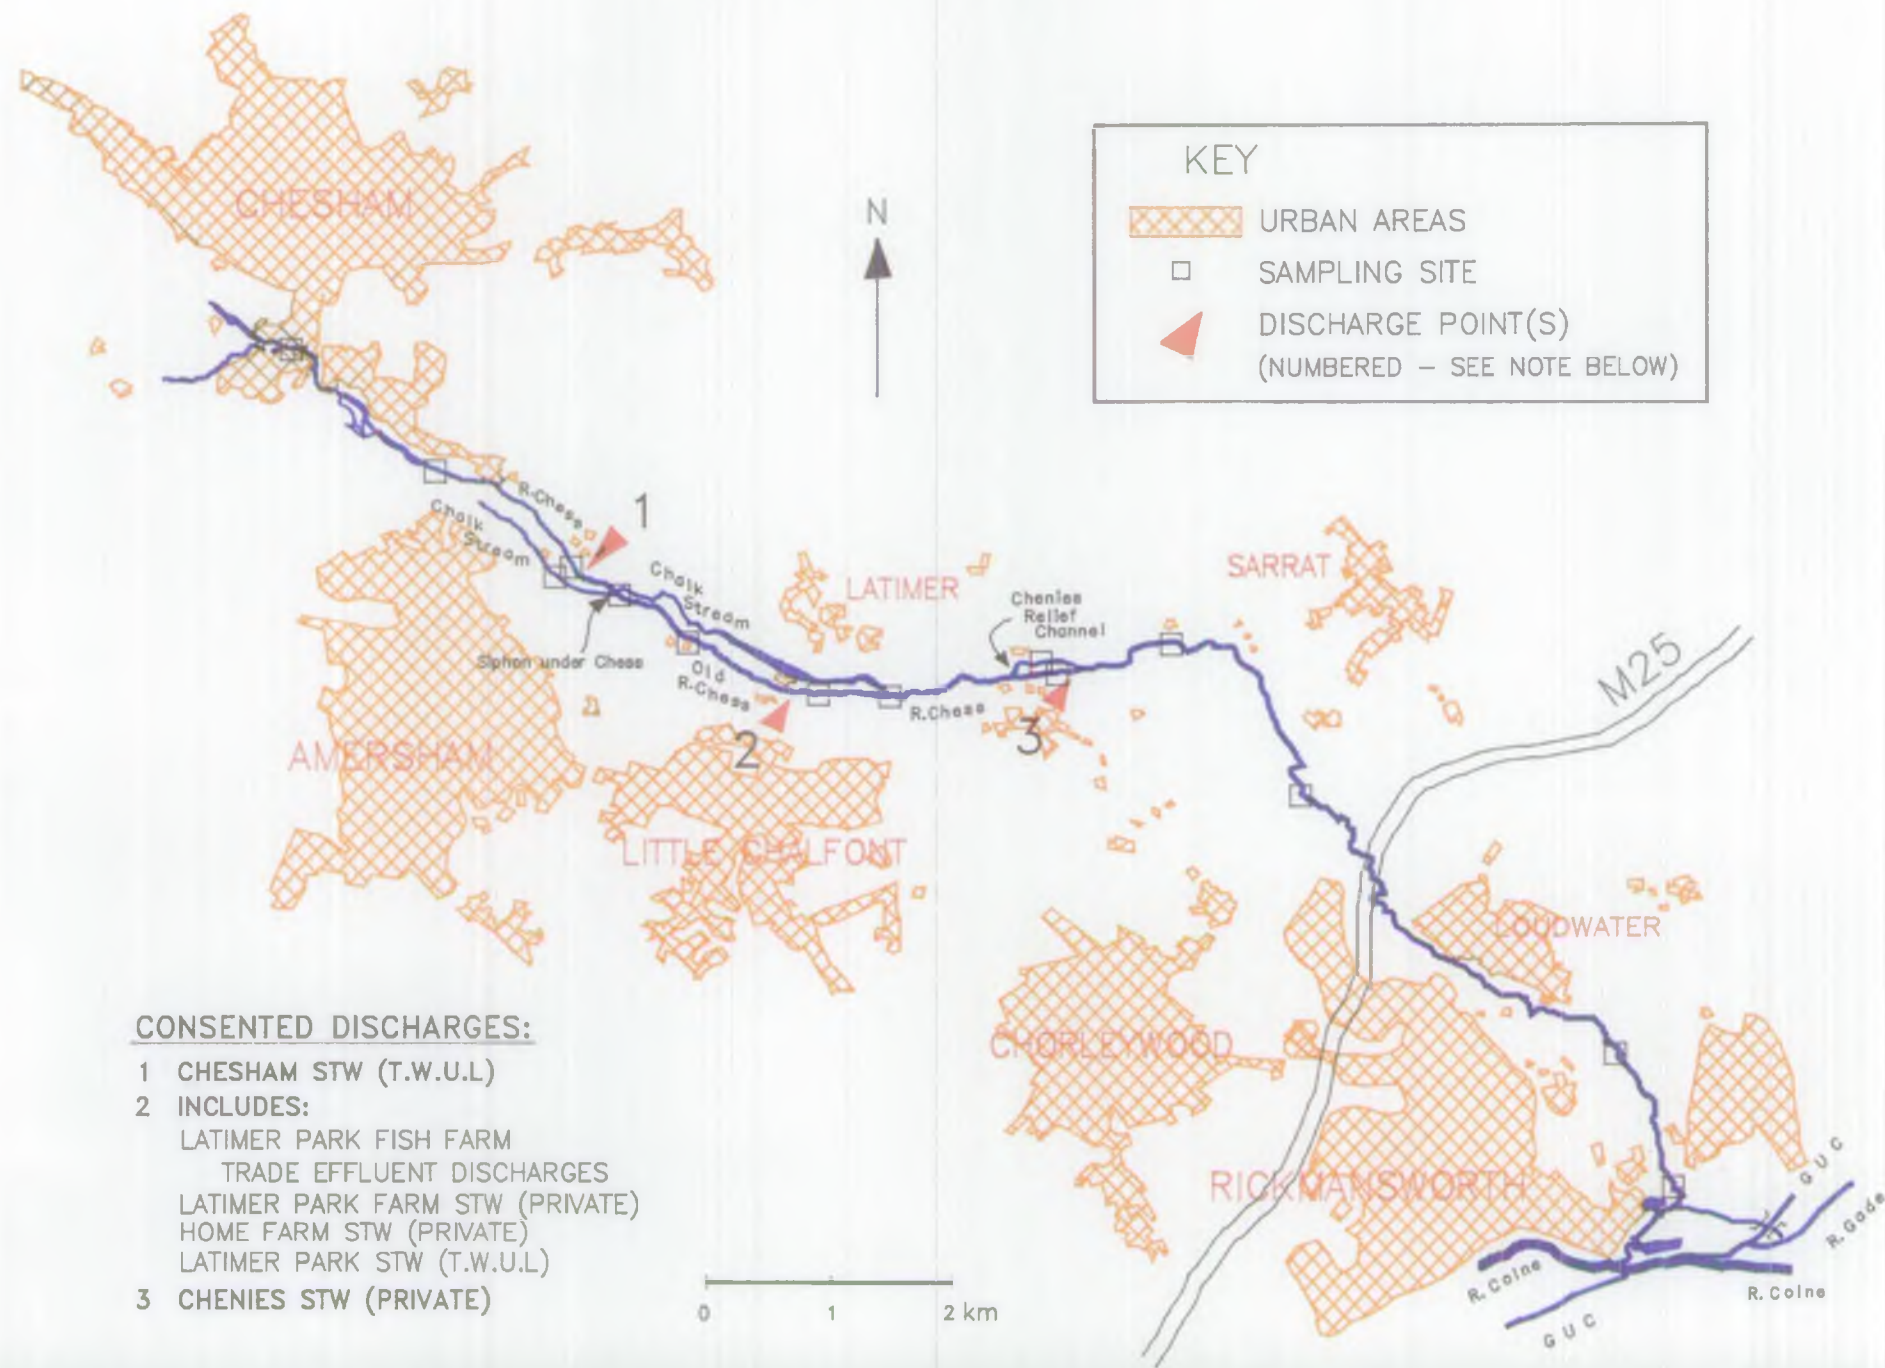 CHESHAM
N
KEY
URBAN AREAS
SAMPLING SITE
DISCHARGE POINT(S)
(NUMBERED – SEE NOTE BELOW)
R.Chess
1
Chalk
Stream
Chalk
Stream
Siphon under Chess
Old
R.Chess
2
LATIMER
R.Chess
Chenies
Relief
Channel
3
SARRAT
M25
AMERSHAM
LITTLE CHALFONT
LOUDWATER
CHORLEYWOOD
RICKMANSWORTH
GUC
R. Gade
R. Colne
R. Colne
GUC
CONSENTED DISCHARGES:
1 CHESHAM STW (T.W.U.L)
2 INCLUDES:
LATIMER PARK FISH FARM
TRADE EFFLUENT DISCHARGES
LATIMER PARK FARM STW (PRIVATE)
HOME FARM STW (PRIVATE)
LATIMER PARK STW (T.W.U.L)
3 CHENIES STW (PRIVATE)
0 1 2 km